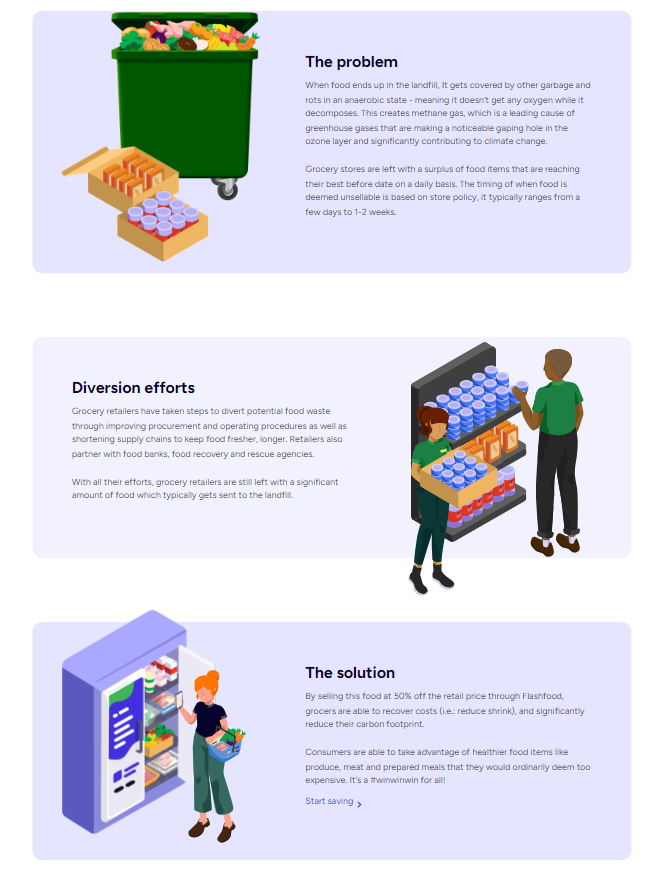 The problem
When food ends up in the landfill, It gets covered by other garbage and
rots in an anaerobic state - meaning it doesn't get any oxygen while it
decomposes. This creates methane gas, which is a leading cause of
greenhouse gases that are making a noticeable gaping hole in the
ozone layer and significantly contributing to climate change.
Grocery stores are left with a surplus of food items that are reaching
their best before date on a daily basis. The timing of when food is
deemed unsellable is based on store policy, it typically ranges from a
few days to 1-2 weeks.
Diversion efforts
Grocery retailers have taken steps to divert potential food waste
through improving procurement and operating procedures as well as
shortening supply chains to keep food fresher, longer. Retailers also
partner with food banks, food recovery and rescue agencies.
With all their efforts, grocery retailers are still left with a significant
amount of food which typically gets sent to the landfill.
The solution
By selling this food at 50% off the retail price through Flashfood,
grocers are able to recover costs (i.e.: reduce shrink), and significantly
reduce their carbon footprint.
Consumers are able to take advantage of healthier food items like
produce, meat and prepared meals that they would ordinarily deem too
expensive. It's a #winwinwin for all!
Start saving